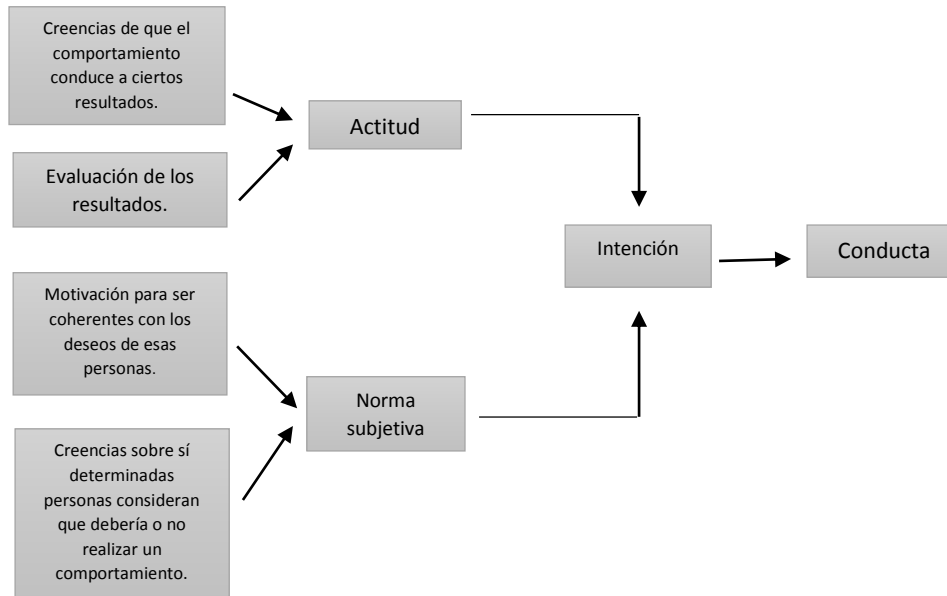 Creencias de que el
comportamiento
conduce a ciertos
resultados.
Actitud
Evaluación de los
resultados.
Intención
Conducta
Motivación para ser
coherentes con los
deseos de esas
personas.
Norma
subjetiva
Creencias sobre sí
determinadas
personas consideran
que debería o no
realizar un
comportamiento.